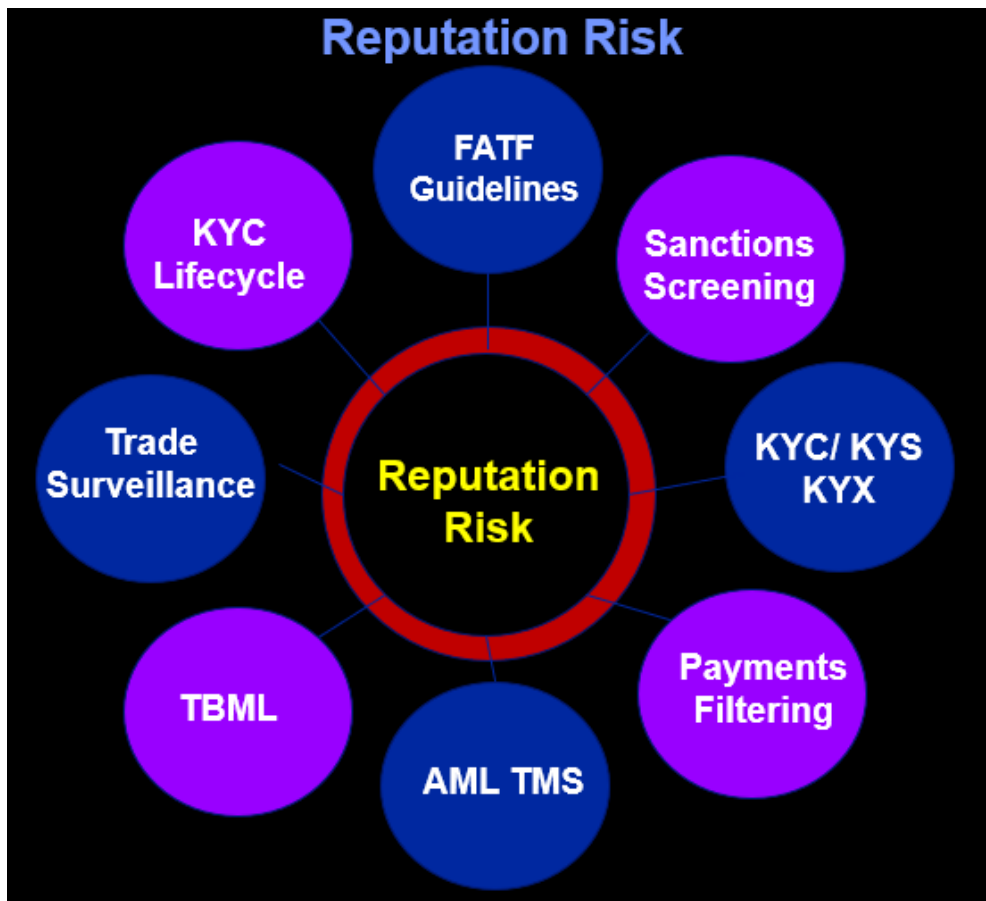 Reputation Risk
FATF
Guidelines
Sanctions
Screening
KYC/ KYS
KYX
Payments
Filtering
AML TMS
TBML
Trade
Surveillance
KYC
Lifecycle
Reputation
Risk